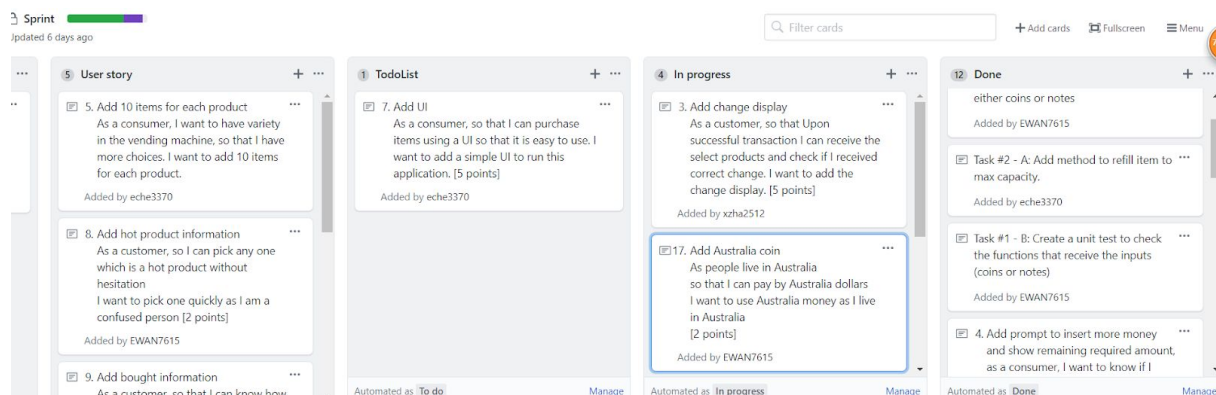 Sprint
Updated 6 days ago
Filter cards
Add cards
Fullscreen
Menu
5 User story
5. Add 10 items for each product
As a consumer, I want to have variety
in the vending machine, so that I have
more choices. I want to add 10 items
for each product.
Added by eche3370
8. Add hot product information
As a customer, so I can pick any one
which is a hot product without
hesitation
I want to pick one quickly as I am a
confused person [2 points]
Added by EWAN7615
9. Add bought information
As a customer, so that I can know how
1 TodoList
7. Add UI
As a consumer, so that I can purchase
items using a UI so that it is easy to use. I
want to add a simple UI to run this
application. [5 points]
Added by eche3370
Automated as To do
Manage
4 In progress
3. Add change display
As a customer, so that Upon
successful transaction I can receive the
select products and check if I received
correct change. I want to add the
change display. [5 points]
Added by xzha2512
17. Add Australia coin
As people live in Australia
so that I can pay by Australia dollars
I want to use Australia money as I live
in Australia
[2 points]
Added by EWAN7615
Automated as In progress
Manage
12 Done
either coins or notes
Added by EWAN7615
Task #2 - A: Add method to refill item to
max capacity.
Added by eche3370
Task #1 - B: Create a unit test to check
the functions that receive the inputs
(coins or notes)
Added by EWAN7615
4. Add prompt to insert more money
and show remaining required amount,
as a consumer, I want to know if I
Automated as Done
Manage